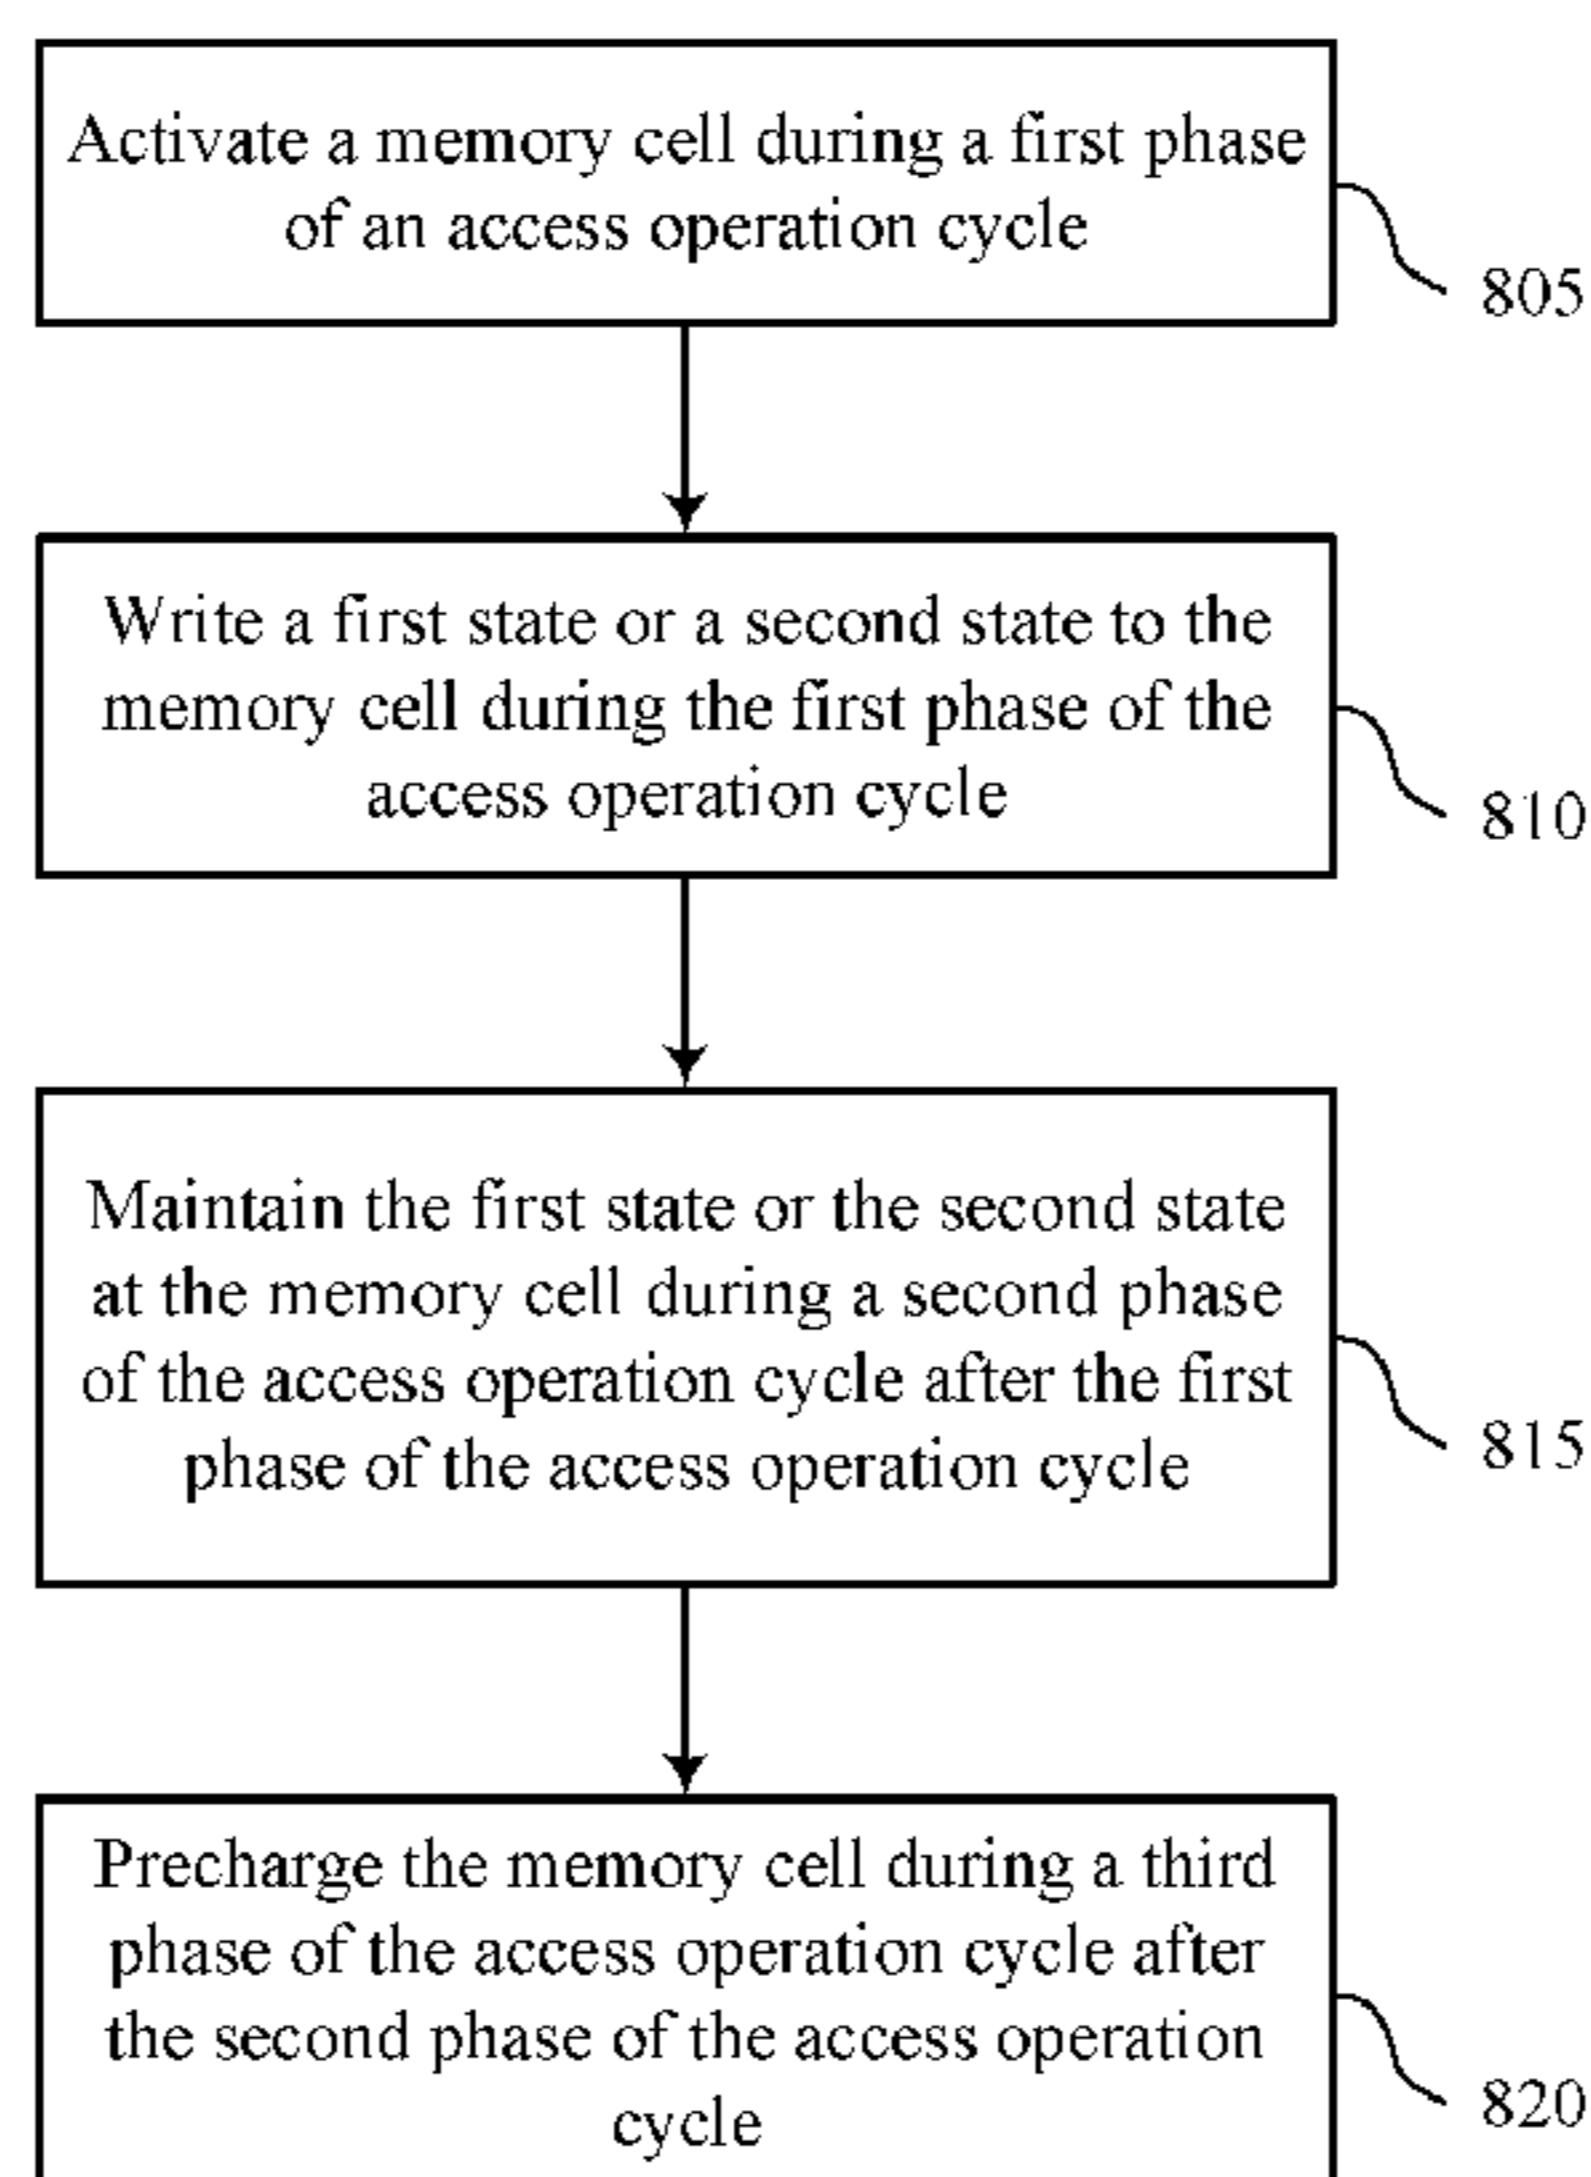 Activate a memory cell during a first phase
of an access operation cycle
805
Write a first state or a second state to the
memory cell during the first phase of the
access operation cycle
810
Maintain the first state or the second state
at the memory cell during a second phase
of the access operation cycle after the first
phase of the access operation cycle
815
Precharge the memory cell during a third
phase of the access operation cycle after
the second phase of the access operation
cycle
820